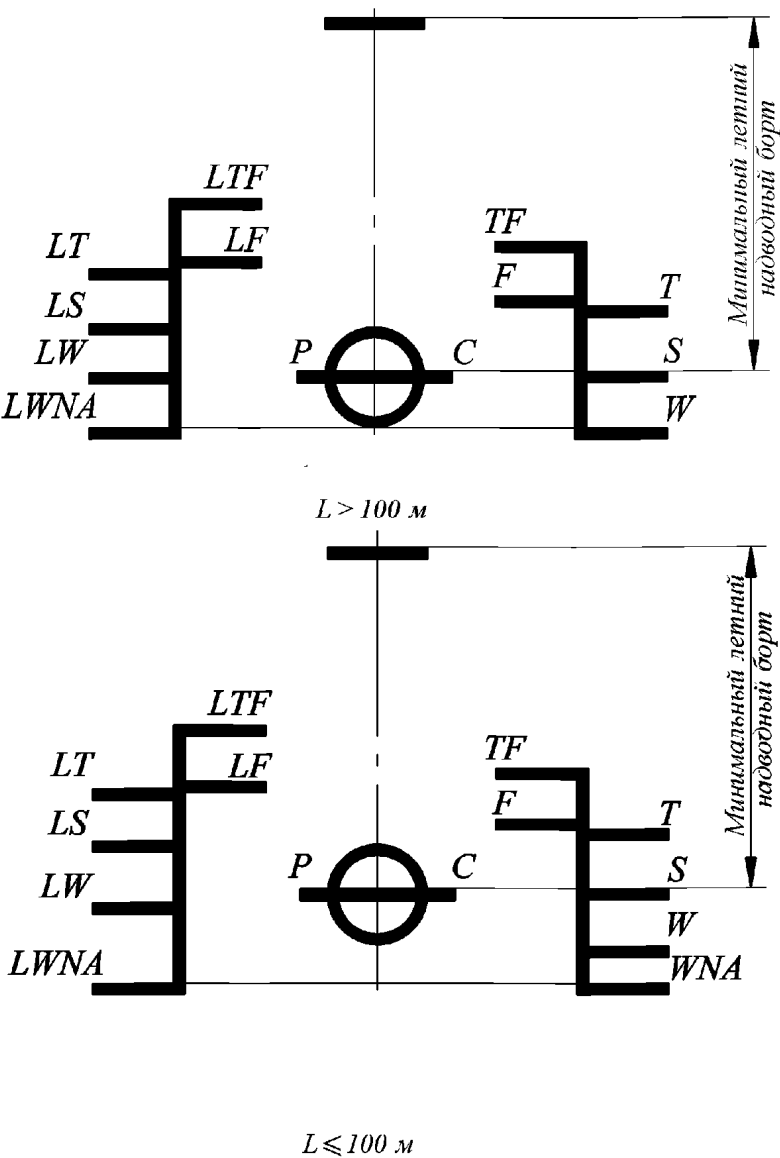 LTF
LF
LT
LS
LW
LWNA
P
C
TF
F
T
S
W
Минимальный летний
надводный борт
L > 100 м
LTF
LF
LT
LS
LW
LWNA
P
C
TF
F
T
S
W
WNA
Минимальный летний
надводный борт
L ⩽ 100 м